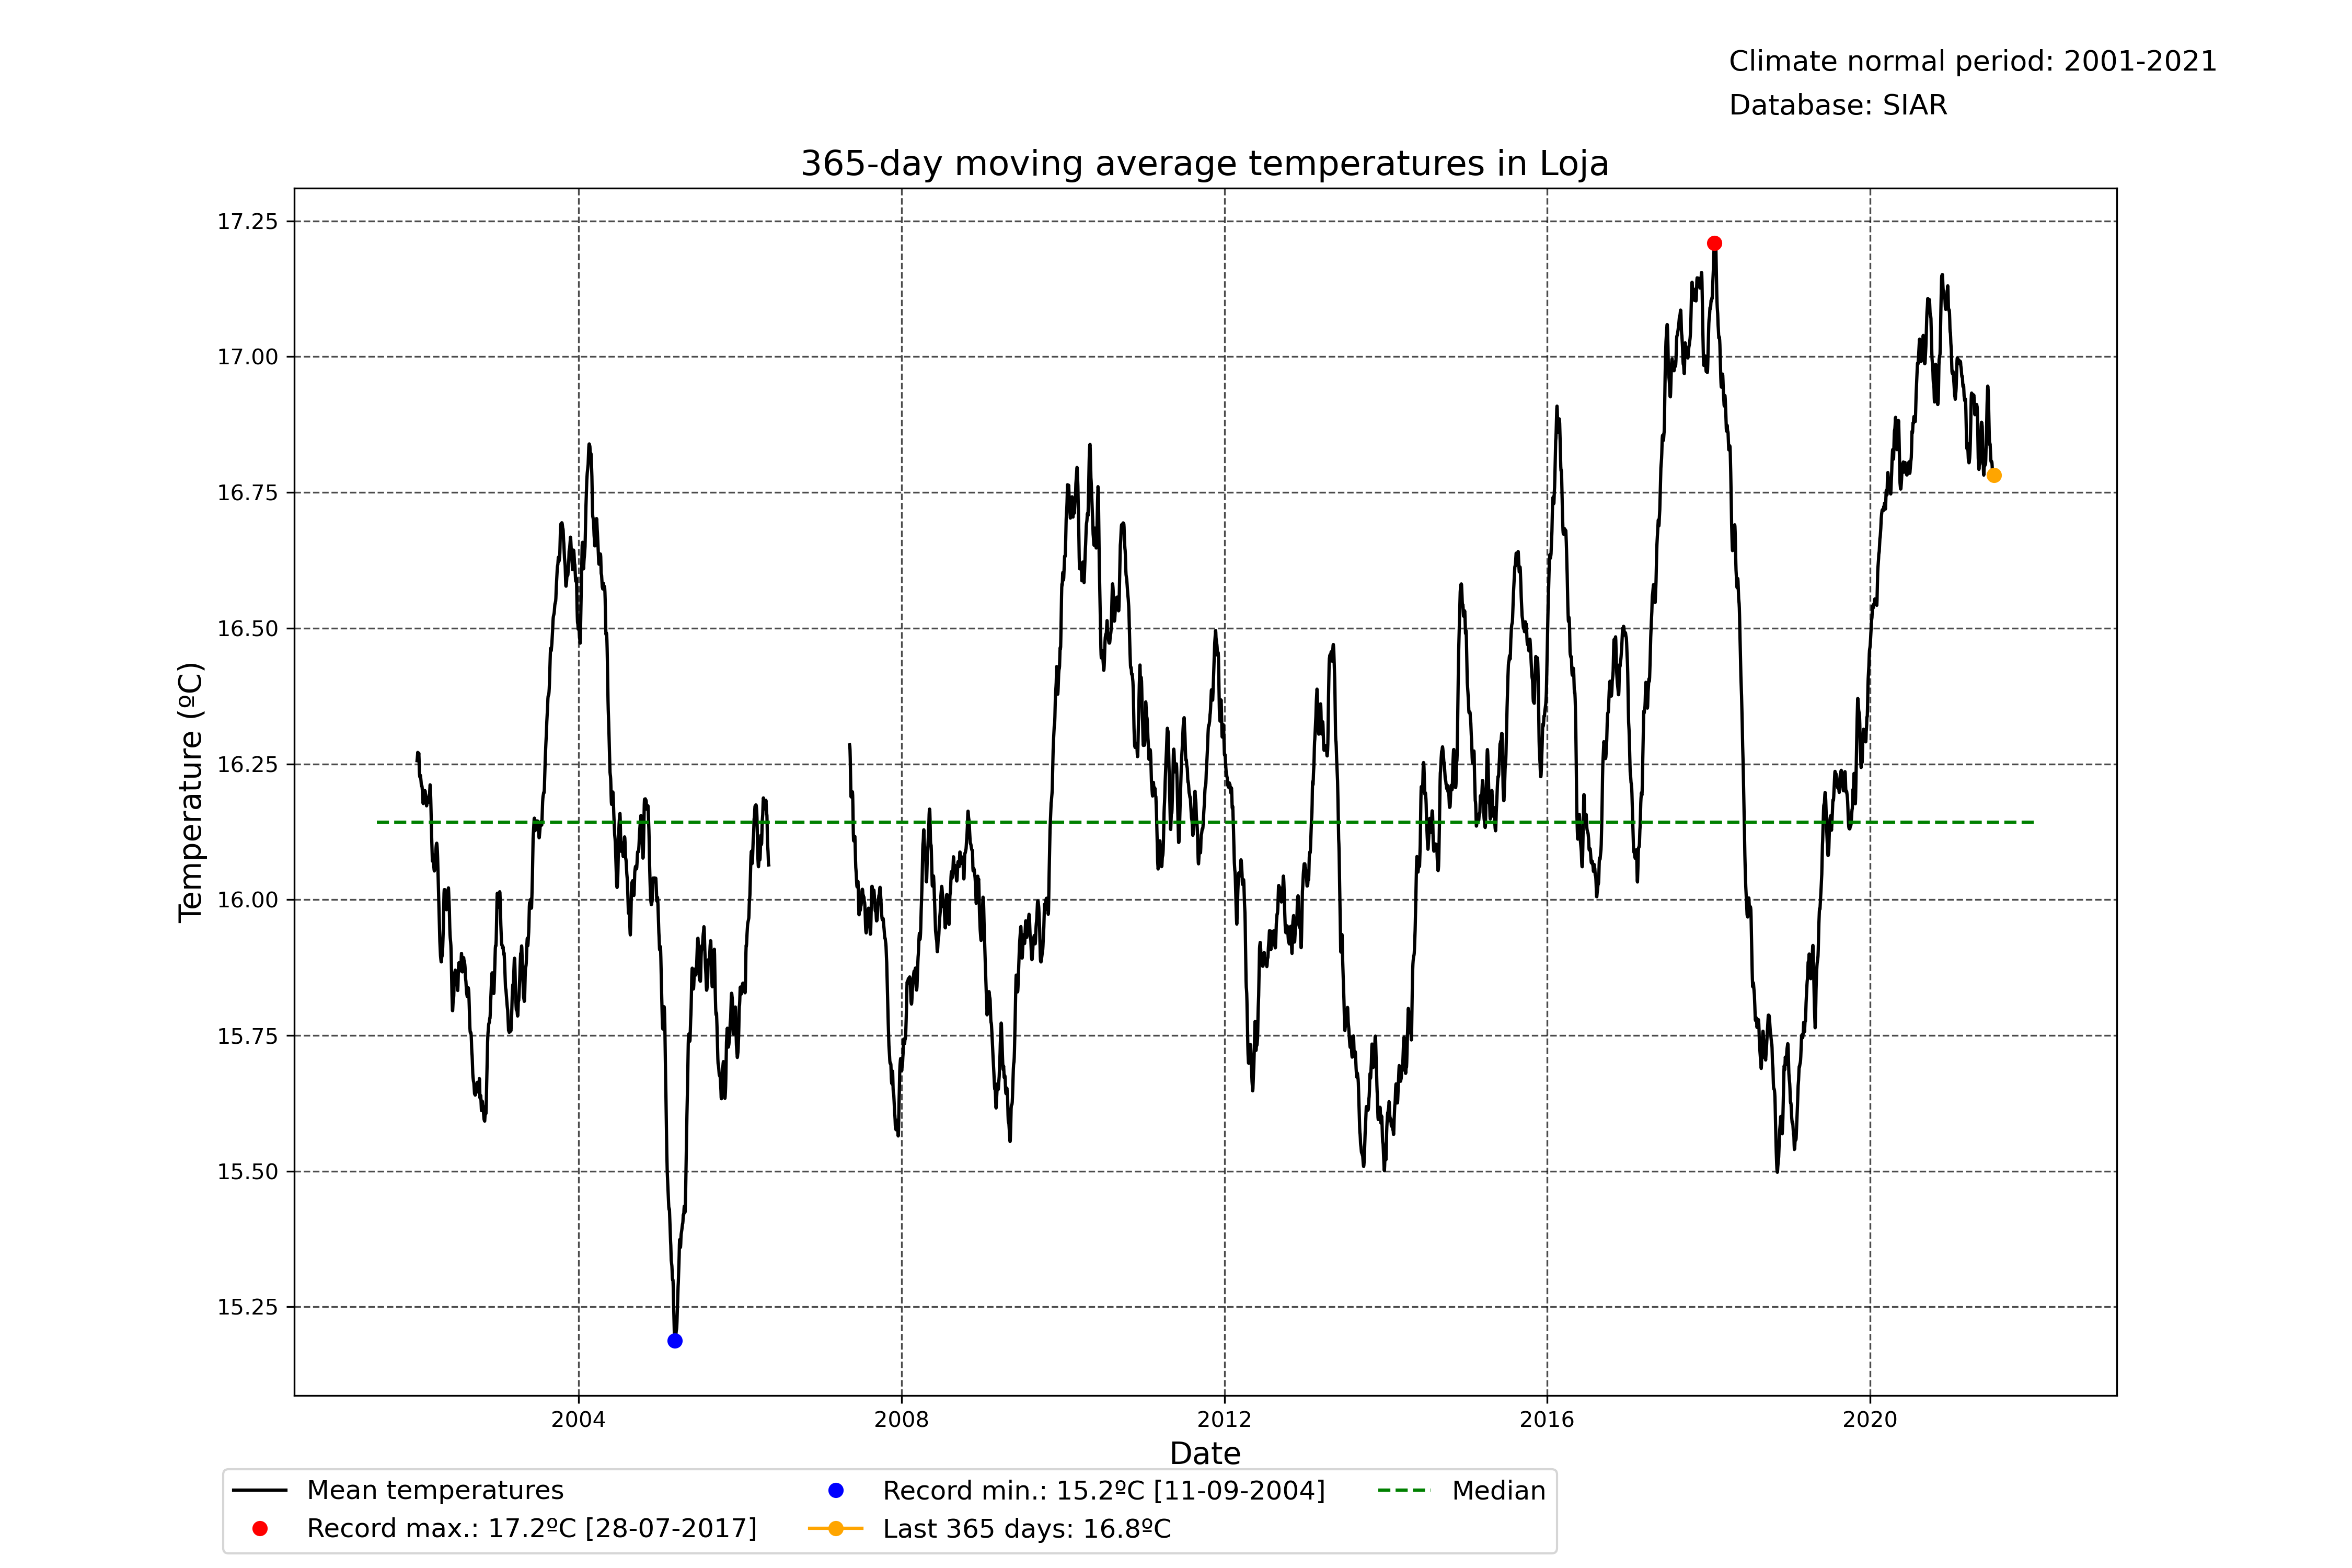 Climate normal period: 2001-2021
Database: SIAR
365-day moving average temperatures in Loja
Temperature (ºC)
17.25
17.00
16.75
16.50
16.25
16.00
15.75
15.50
15.25
2004 2008 2012 2016 2020
Date
Mean temperatures
Record max.: 17.2ºC [28-07-2017]
Record min.: 15.2ºC [11-09-2004]
Last 365 days: 16.8ºC
Median